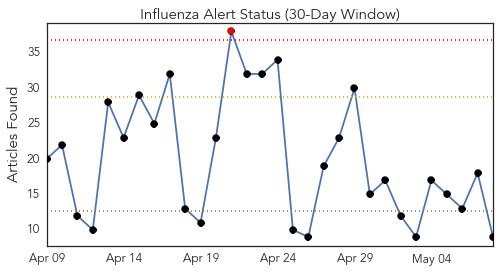 Influenza Alert Status (30-Day Window)
Articles Found
35
30
25
20
15
10
Apr 09
Apr 14
Apr 19
Apr 24
Apr 29
May 04